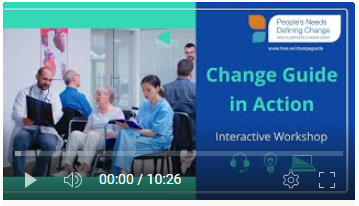 People's Needs
Defining Change
HEALTH SERVICES CHANGE GUIDE
www.hse.ie/changeguide
Change Guide
in Action
Interactive Workshop
00:00 / 10:26